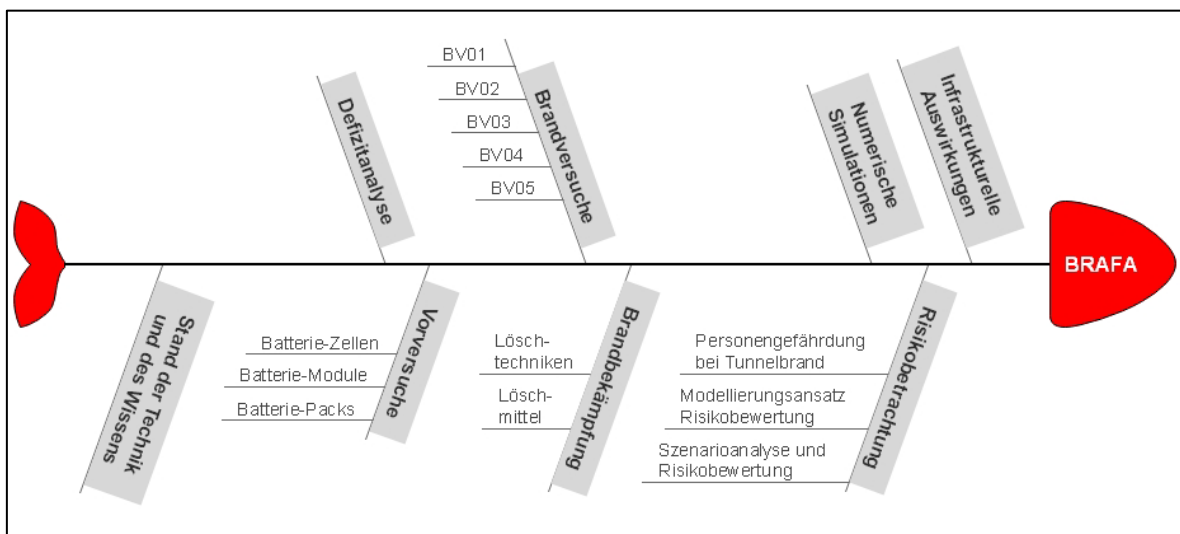 Defizitanalyse
BV01
BV02
BV03
BV04
BV05
Brandversuche
Numerische
Simulationen
Infrastrukturelle
Auswirkungen
BRAFA
Stand der Technik
und des Wissens
Batterie-Zellen
Batterie-Module
Batterie-Packs
Vorversuche
Lösch-
techniken
Lösch-
mittel
Brandbekämpfung
Personengefährdung
bei Tunnelbrand
Modellierungsansatz
Risikobewertung
Szenarioanalyse und
Risikobewertung
Risikobetrachtung